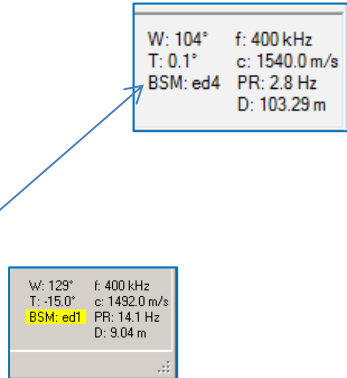 W: 104° f: 400 kHz
T: 0.1° c: 1540.0 m/s
BSM: ed4 PR: 2.8 Hz
D: 103.29 m
W: 129° f: 400 kHz
T: -15.0° c: 1492.0 m/s
BSM: ed1 PR: 14.1 Hz
D: 9.04 m